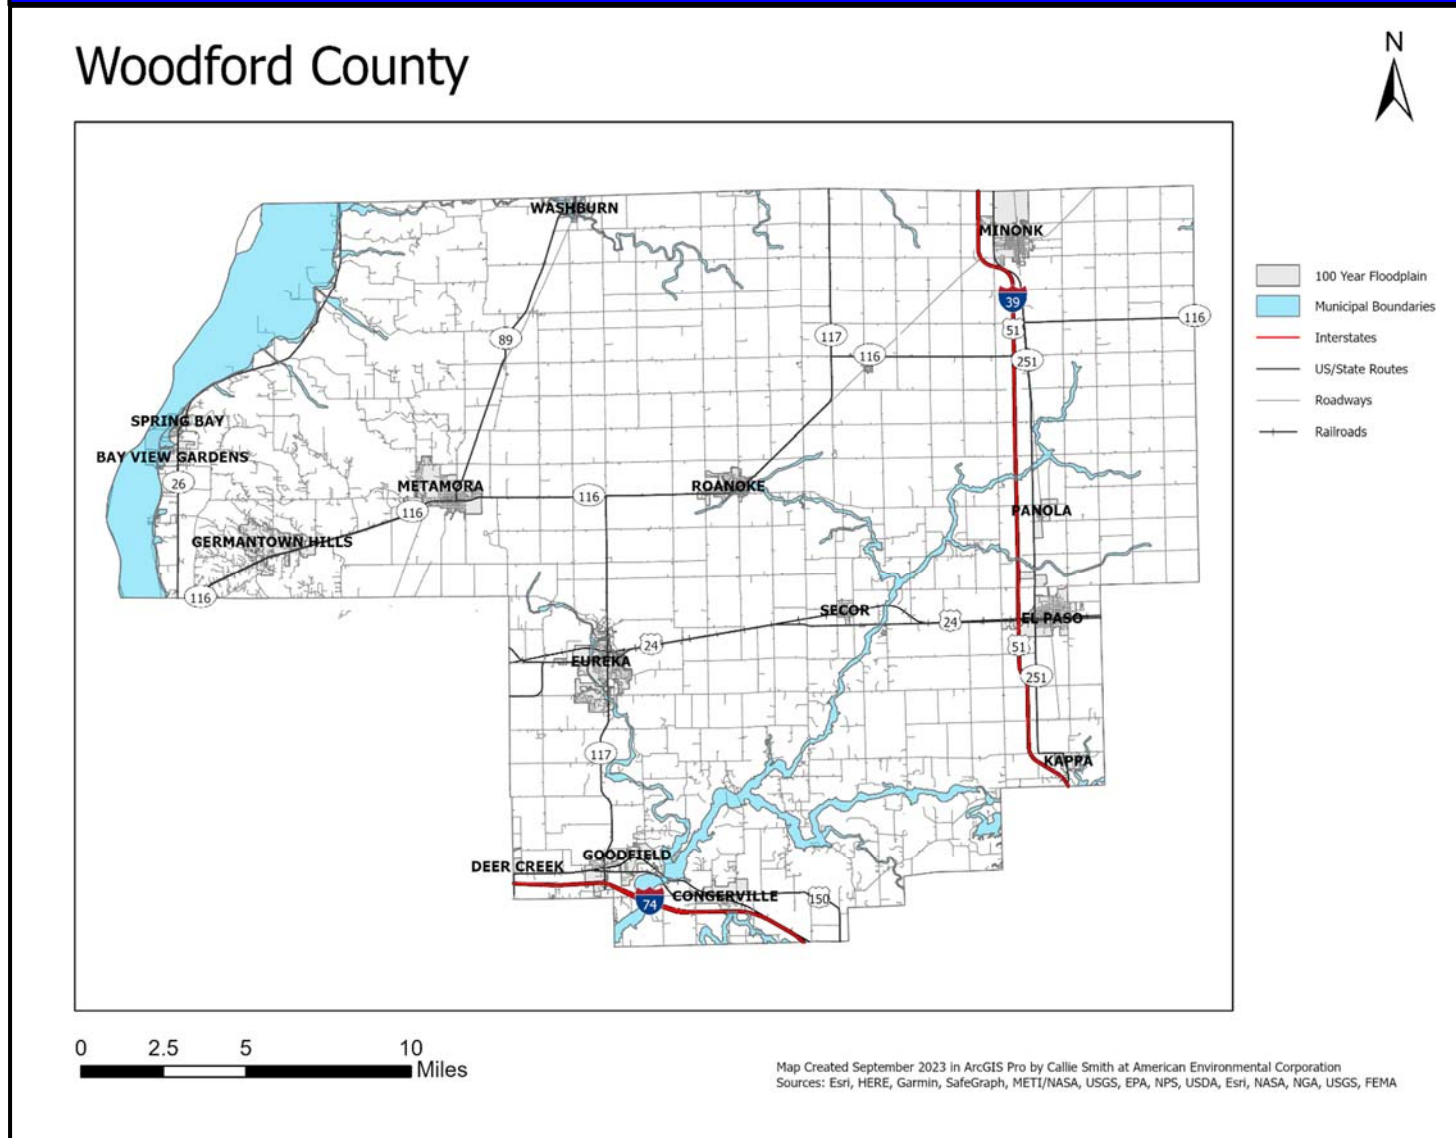 Woodford County
N
WASHBURN
MINONK
39
116
51
117
89
116
251
SPRING BAY
BAY VIEW GARDENS
26
METAMORA
116
116
ROANOKE
PANOLA
GERMANTOWN HILLS
116
SECOR
24
EL PASO
24
51
EUREKA
251
117
KAPPA
GOODFIELD
DEER CREEK
CONGERVILLE
150
74
100 Year Floodplain
Municipal Boundaries
Interstates
US/State Routes
Roadways
Railroads
0 2.5 5 10
Miles
Map Created September 2023 in ArcGIS Pro by Callie Smith at American Environmental Corporation
Sources: Esri, HERE, Garmin, SafeGraph, METI/NASA, USGS, EPA, NPS, USDA, Esri, NASA, NGA, USGS, FEMA